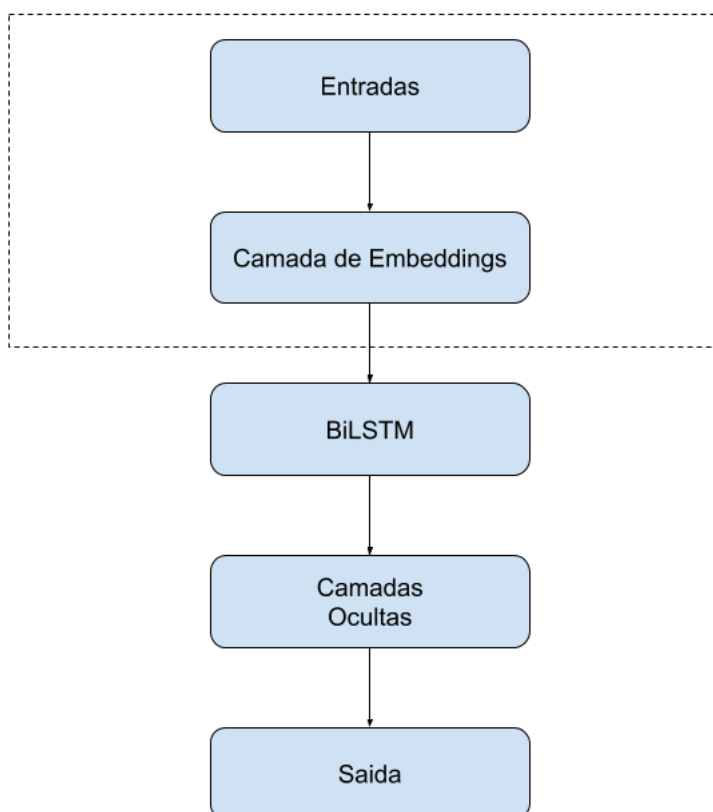 Entradas
Camada de Embeddings
BiLSTM
Camadas
Ocultas
Saida